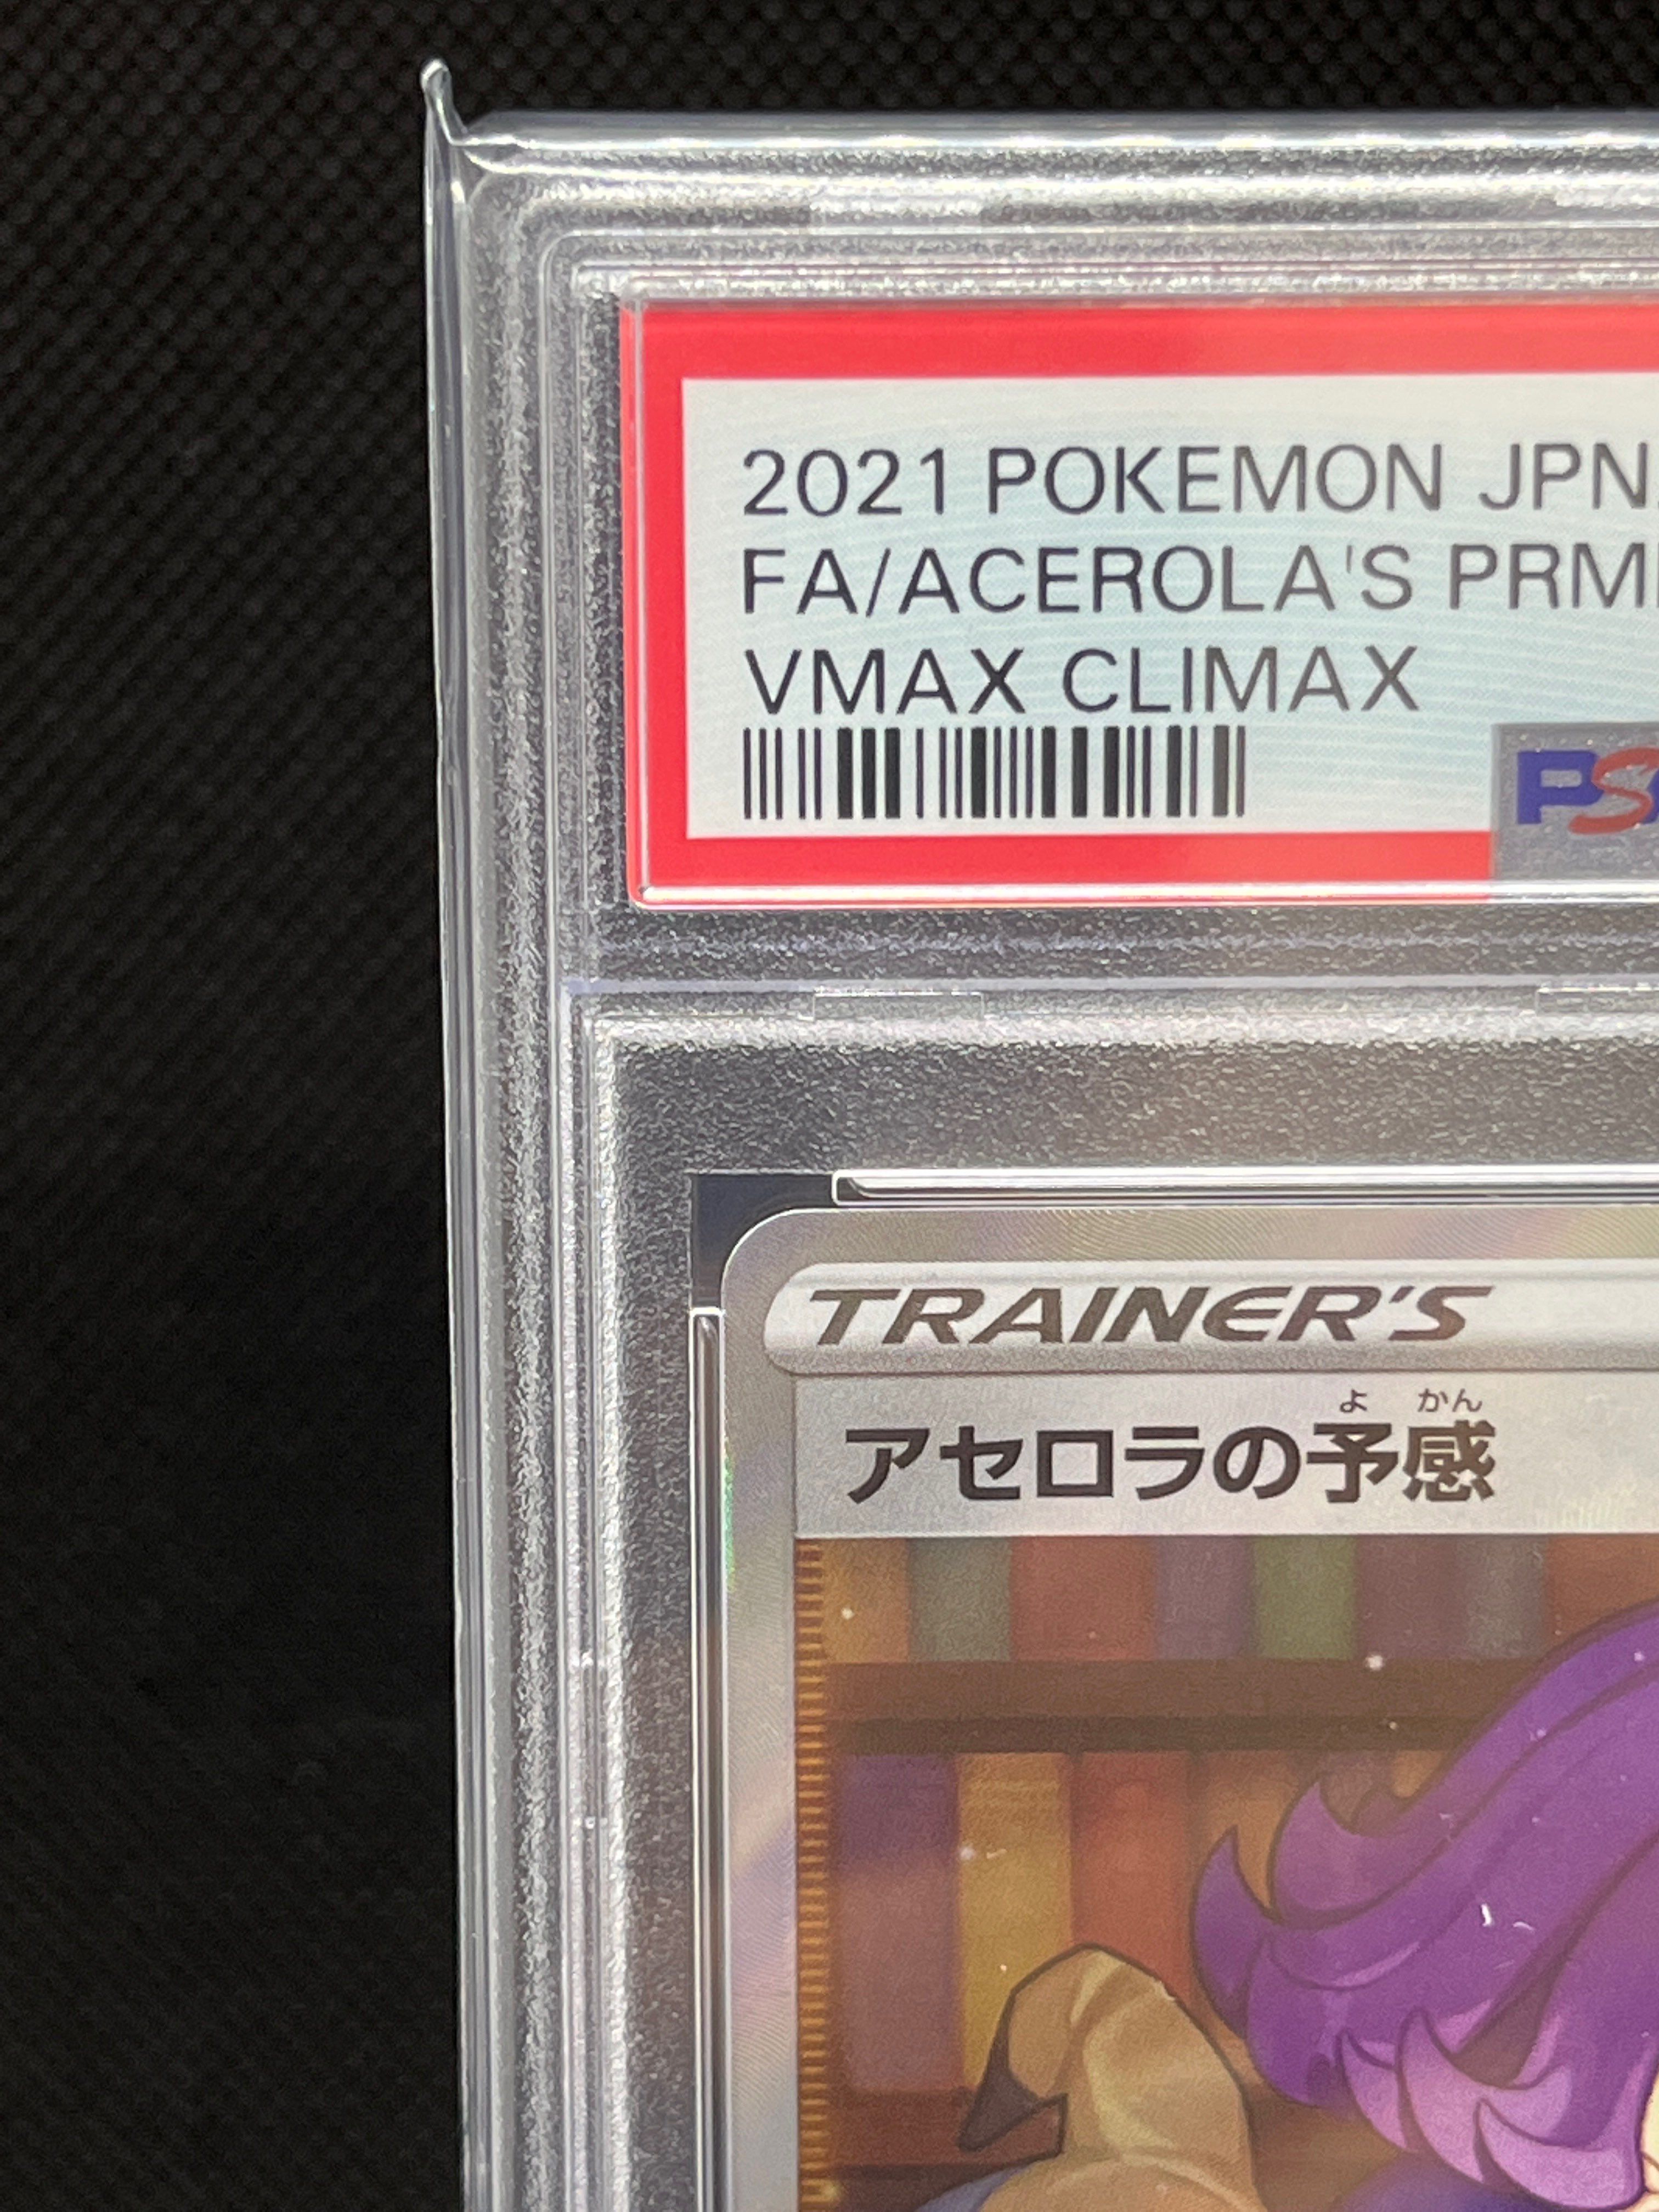 2021 POKEMON JPN.
FA/ACEROLA'S PRM
VMAX CLIMAX
PS
TRAINER'S
よ かん
アセロラの予感